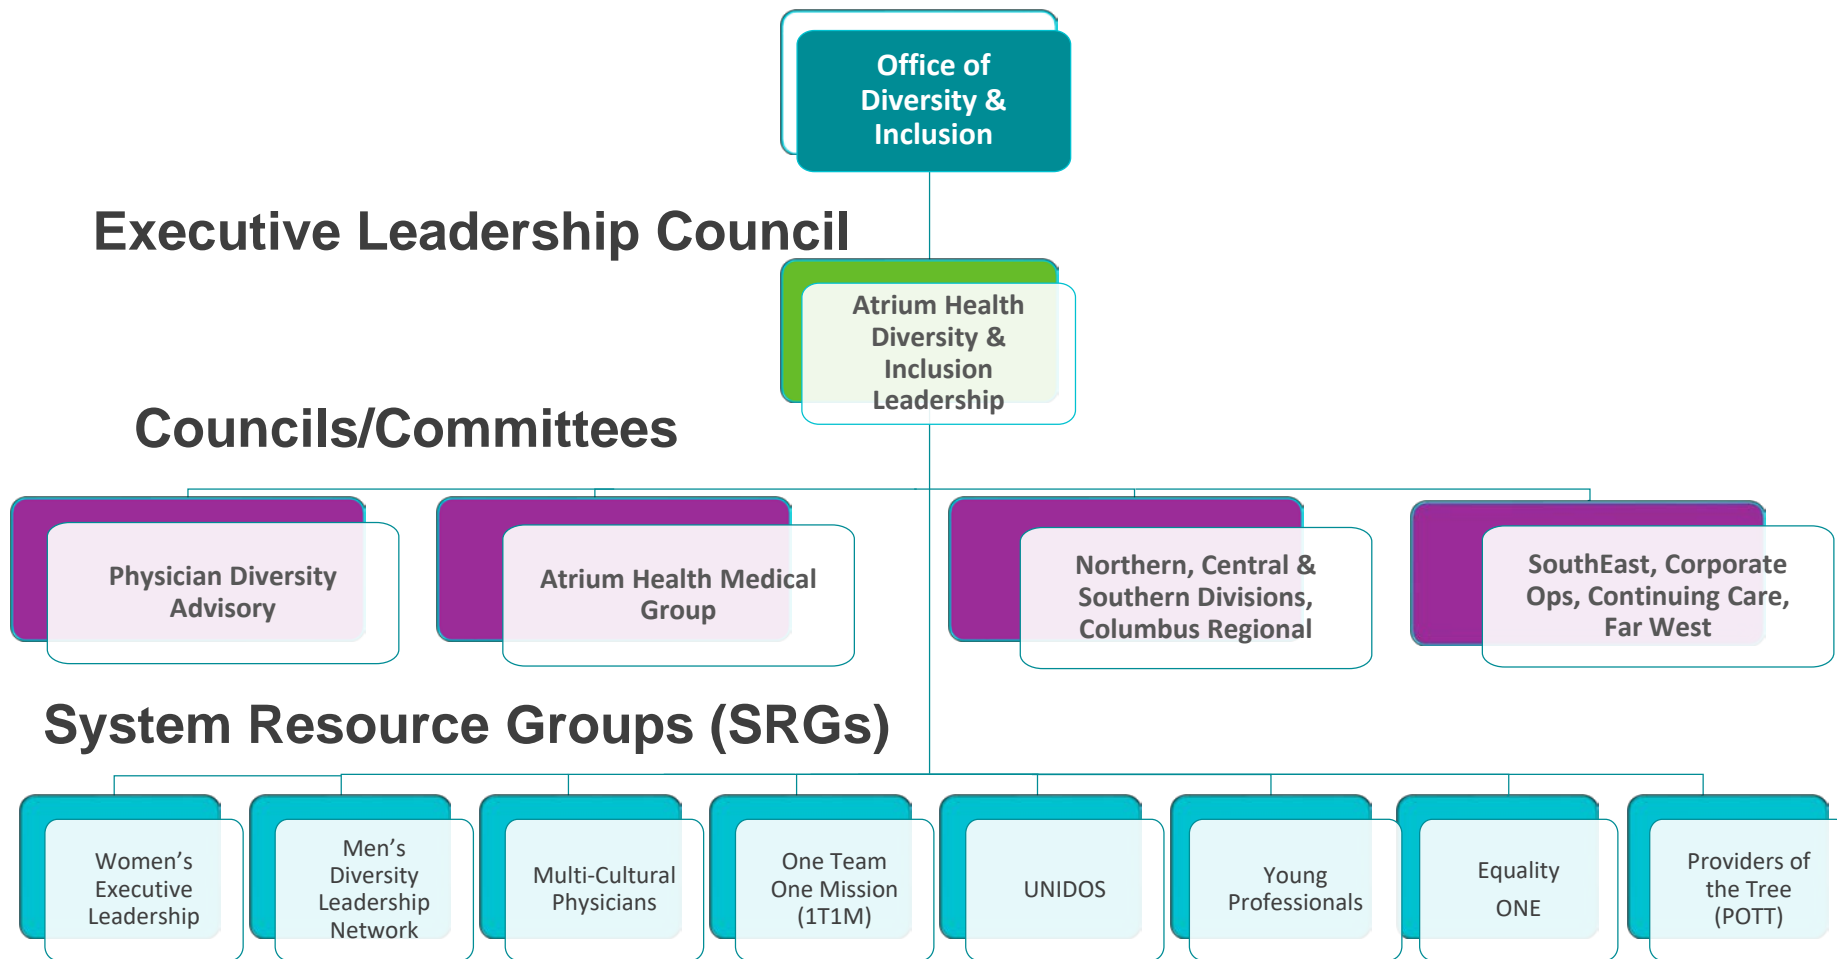 Office of
Diversity &
Inclusion
Executive Leadership Council
Atrium Health
Diversity &
Inclusion
Leadership
Councils/Committees
Physician Diversity
Advisory
Atrium Health Medical
Group
Northern, Central &
Southern Divisions,
Columbus Regional
SouthEast, Corporate
Ops, Continuing Care,
Far West
System Resource Groups (SRGs)
Women’s
Executive
Leadership
Men’s
Diversity
Leadership
Network
Multi-Cultural
Physicians
One Team
One Mission
(1T1M)
UNIDOS
Young
Professionals
Equality
ONE
Providers of
the Tree
(POTT)